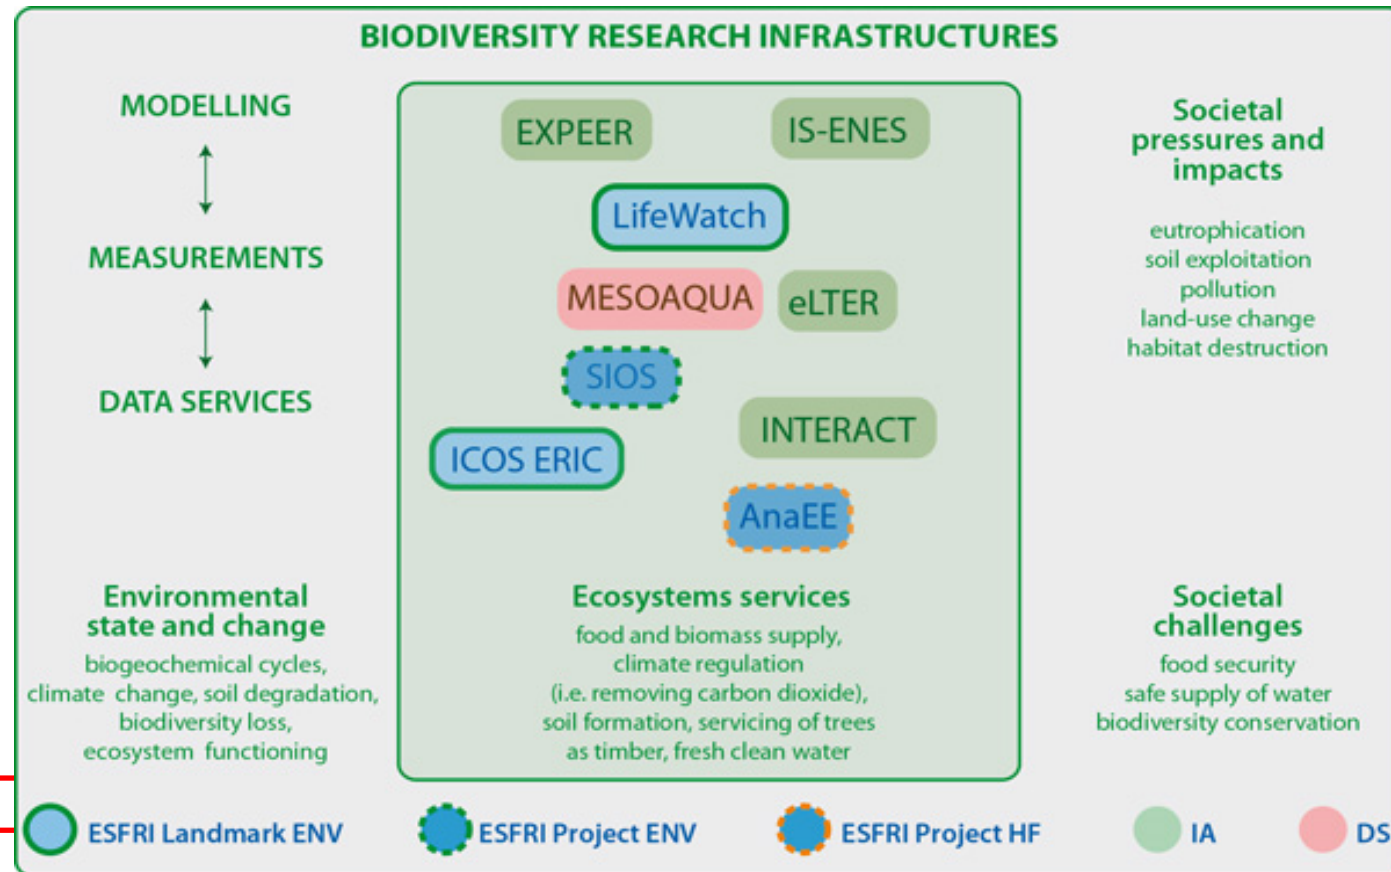 BIODIVERSITY RESEARCH INFRASTRUCTURES
MODELLING
MEASUREMENTS
DATA SERVICES
EXPEER
IS-ENES
LifeWatch
MESOAQUA
eLTER
SIOS
INTERACT
ICOS ERIC
AnaEE
Societal
pressures and
impacts
eutrophication
soil exploitation
pollution
land-use change
habitat destruction
Environmental
state and change
biogeochemical cycles,
climate change, soil degradation,
biodiversity loss,
ecosystem functioning
Ecosystems services
food and biomass supply,
climate regulation
(i.e. removing carbon dioxide),
soil formation, servicing of trees
as timber, fresh clean water
Societal
challenges
food security
safe supply of water
biodiversity conservation
ESFRI Landmark ENV
ESFRI Project ENV
ESFRI Project HF
IA
DS